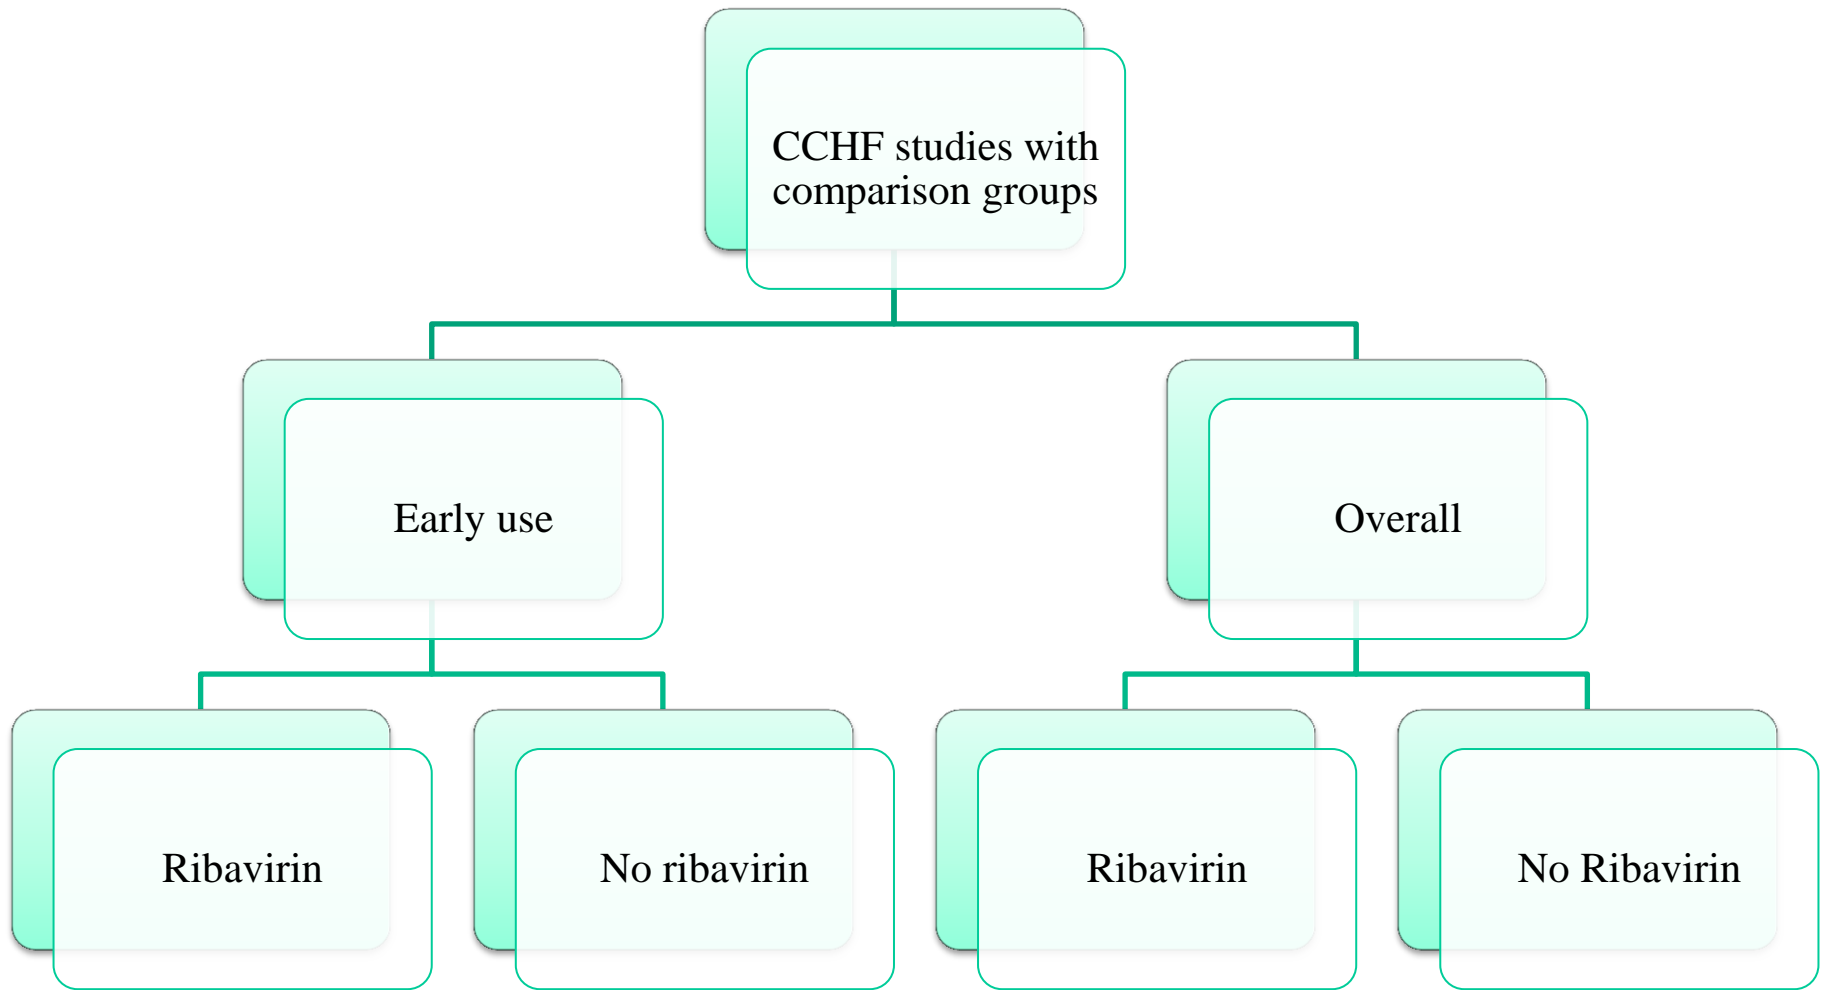 CCHF studies with
comparison groups
Early use
Overall
Ribavirin
No ribavirin
Ribavirin
No Ribavirin